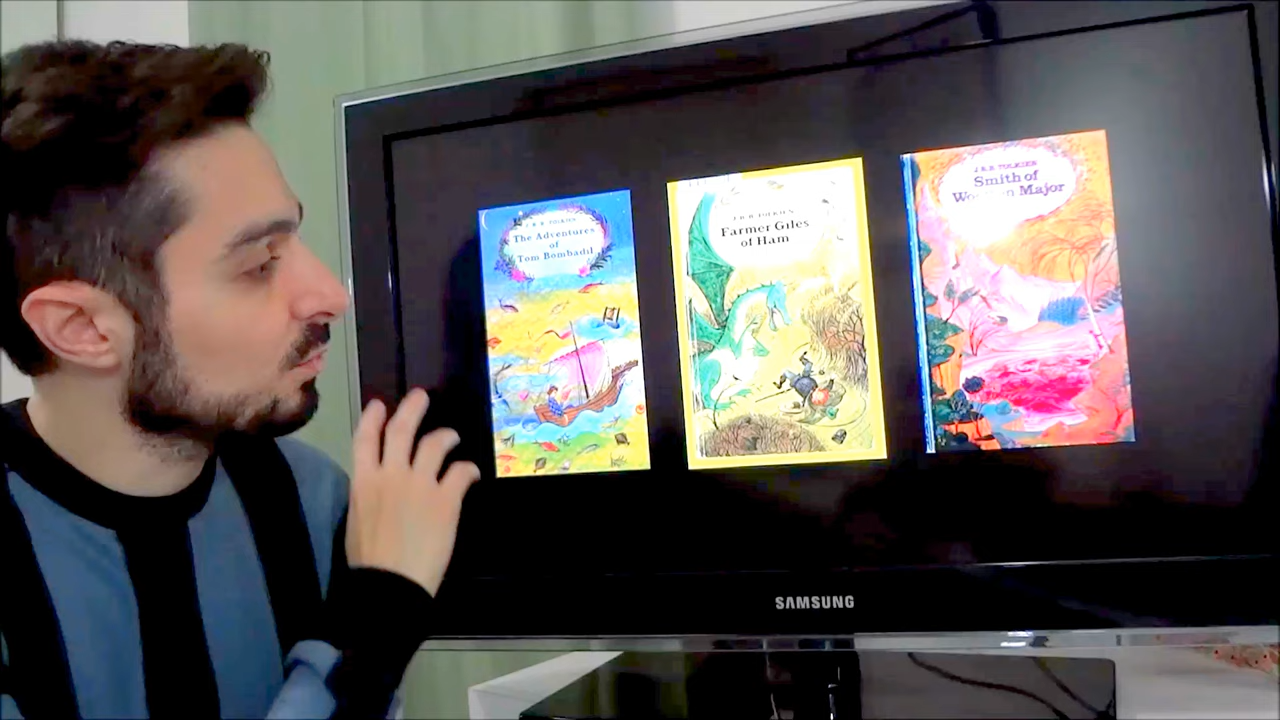 J.R.R. TOLKIEN
The Adventures
of
Tom Bombadil
J.R.R. TOLKIEN
Farmer Giles
of Ham
J.R.R. TOLKIEN
Smith of
Major
SAMSUNG